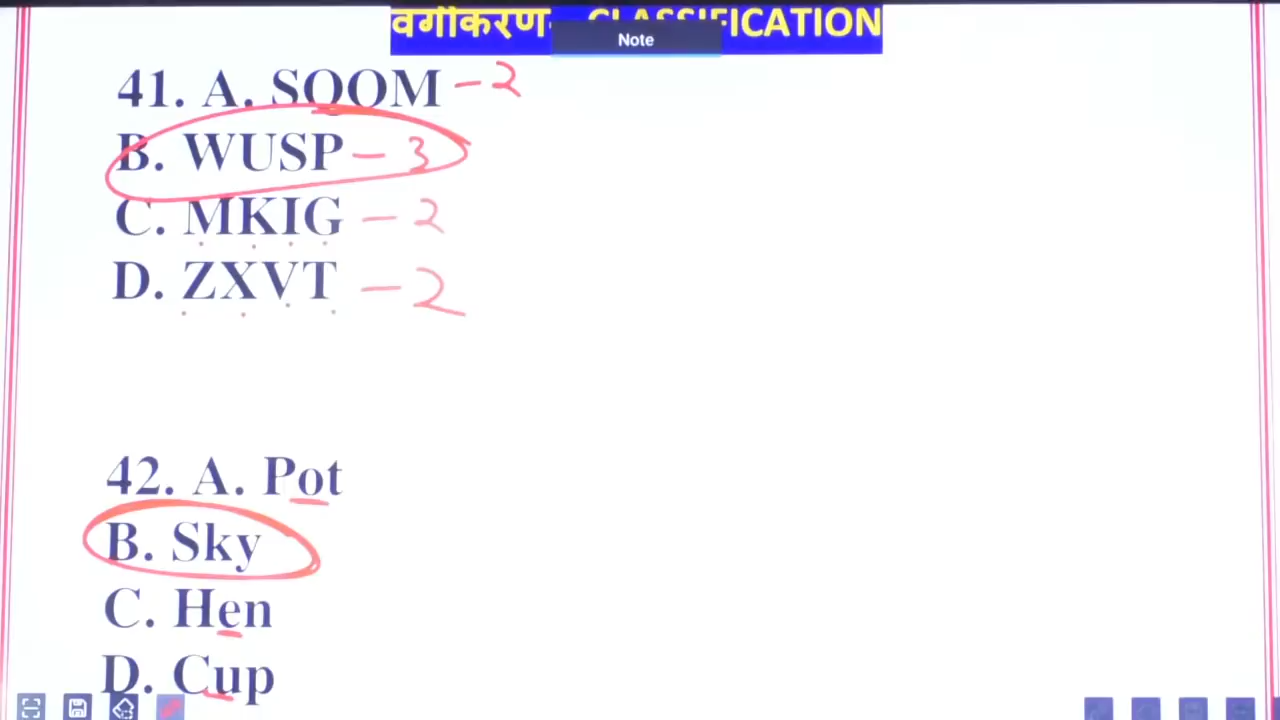 वर्गीकरण- CLASSIFICATION
Note
41. A. SQOM -2
B. WUSP - 3
C. MKIG - 2
D. ZXVT - 2
42. A. Pot
B. Sky
C. Hen
D. Cup